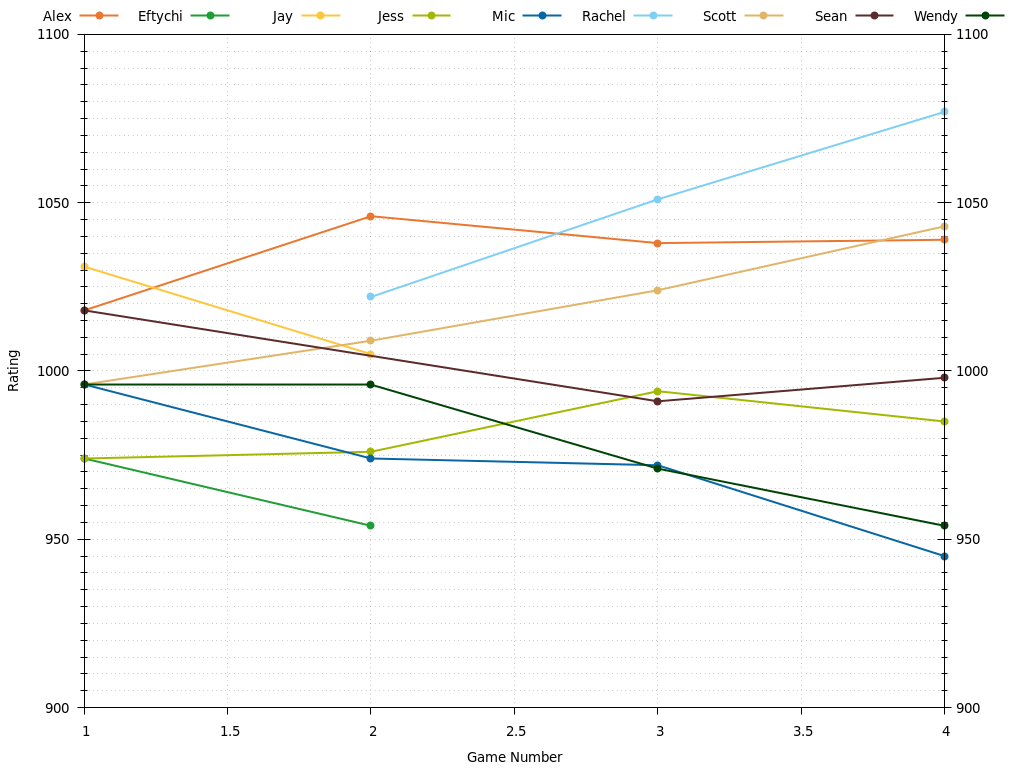 Alex Eftychi Jay Jess Mic Rachel Scott Sean Wendy
1100 1100
1050 1050
1000 1000
Rating
950 950
900 900
1 1.5 2 2.5 3 3.5 4
Game Number